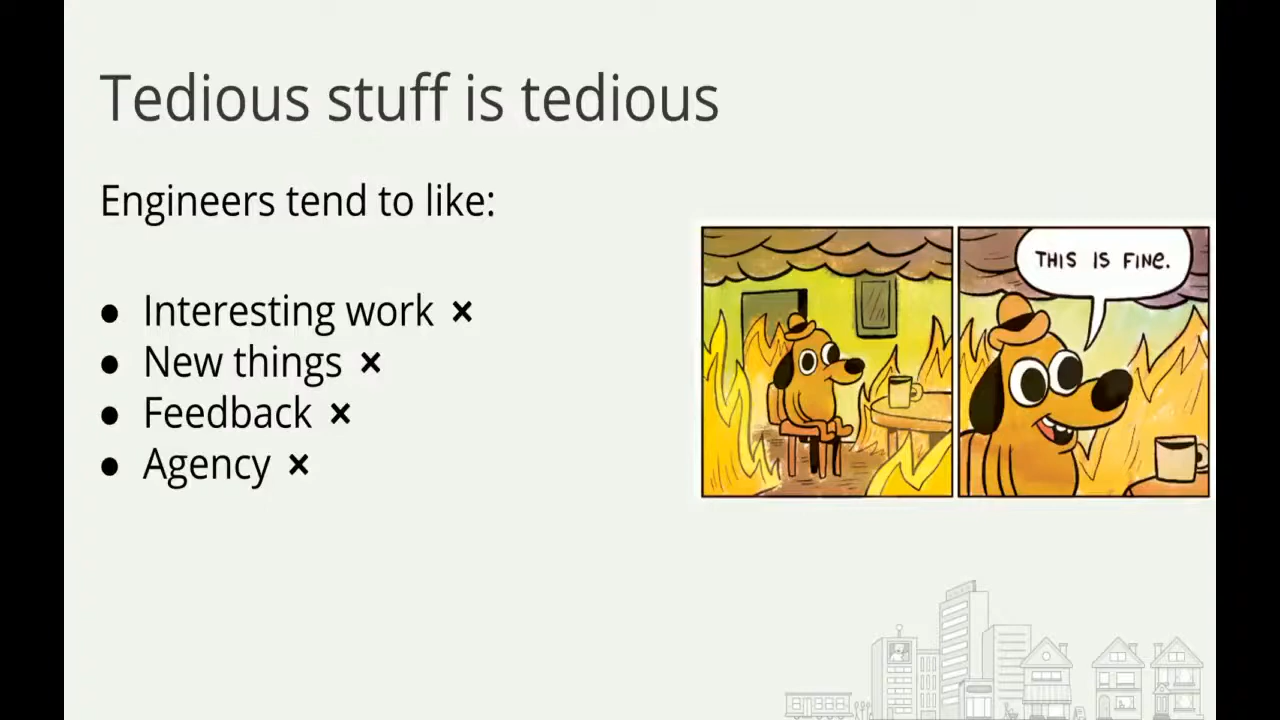 Tedious stuff is tedious
Engineers tend to like:
● Interesting work ×
● New things ×
● Feedback ×
● Agency ×
THIS IS FINE.